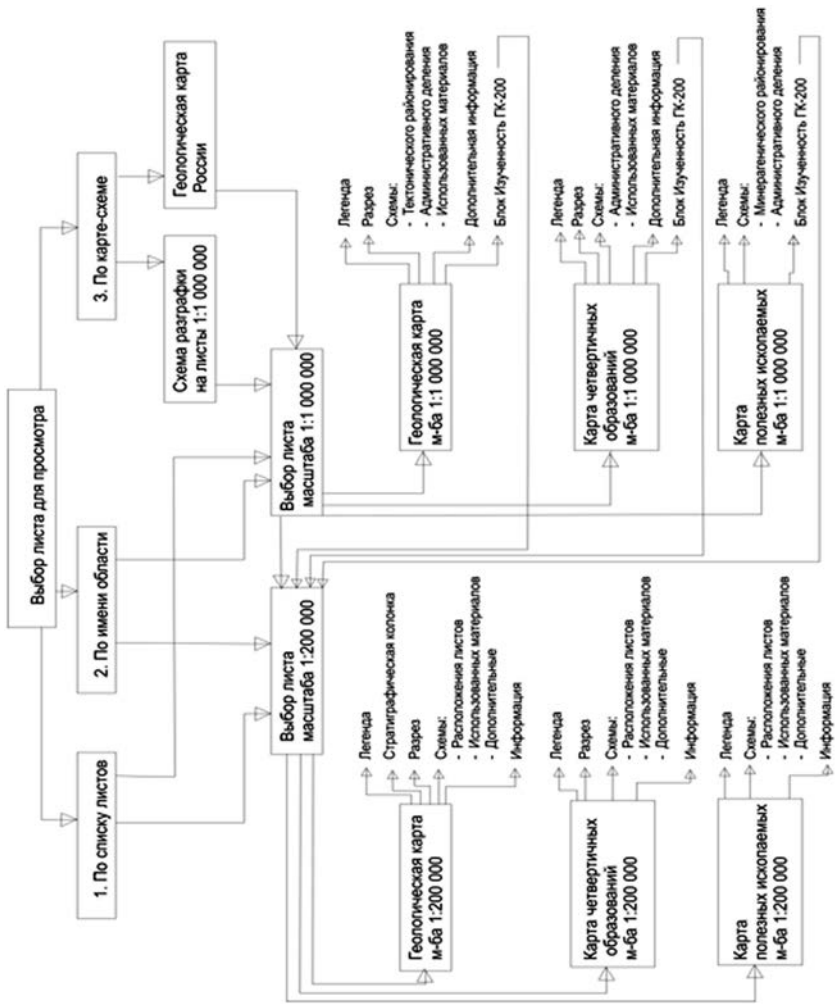 Выбор листа для просмотра
1. По списку листов
2. По имени области
3. По карте-схеме
Схема разграфки
на листы 1:1 000 000
Геологическая карта
России
Выбор листа
масштаба 1:200 000
Выбор листа
масштаба 1:1 000 000
Геологическая карта
м-ба 1:200 000
Легенда
Стратиграфическая колонка
Разрез
Схемы:
- Расположения листов
- Использованных материалов
- Дополнительные
Информация
Геологическая карта
м-ба 1:1 000 000
Легенда
Разрез
Схемы:
- Тектонического районирования
- Административного деления
- Использованных материалов
Дополнительная информация
Блок Изученность ГК-200
Карта четвертичных
образований
м-ба 1:200 000
Легенда
Разрез
Схемы:
- Расположения листов
- Использованных материалов
- Дополнительные
Информация
Карта четвертичных
образований
м-ба 1:1 000 000
Легенда
Разрез
Схемы:
- Административного деления
- Использованных материалов
Дополнительная информация
Блок Изученность ГК-200
Карта
полезных ископаемых
м-ба 1:200 000
Легенда
Схемы:
- Расположения листов
- Использованных материалов
- Дополнительные
Информация
Карта
полезных ископаемых
м-ба 1:1 000 000
Легенда
Схемы:
- Минерагенического районирования
- Административного деления
Блок Изученность ГК-200